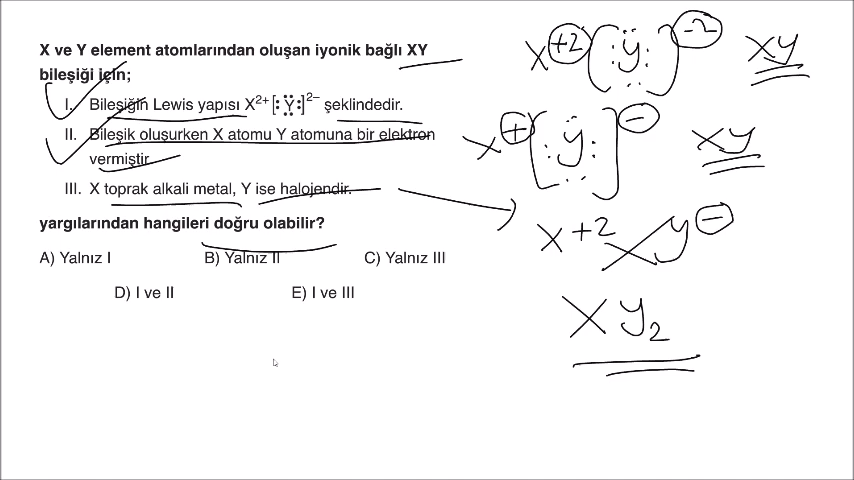 X ve Y element atomlarından oluşan iyonik bağlı XY
bileşiği için;
I. Bileşiğin Lewis yapısı X²⁺[:Ÿ:]²⁻ şeklindedir.
II. Bileşik oluşurken X atomu Y atomuna bir elektron
vermiştir.
III. X toprak alkali metal, Y ise halojendir.
yargılarından hangileri doğru olabilir?
A) Yalnız I B) Yalnız II C) Yalnız III
D) I ve II E) I ve III
X +2 [:Ÿ:] -2 XY
X + [:Ÿ:] - XY
X +2 Y -
XY₂